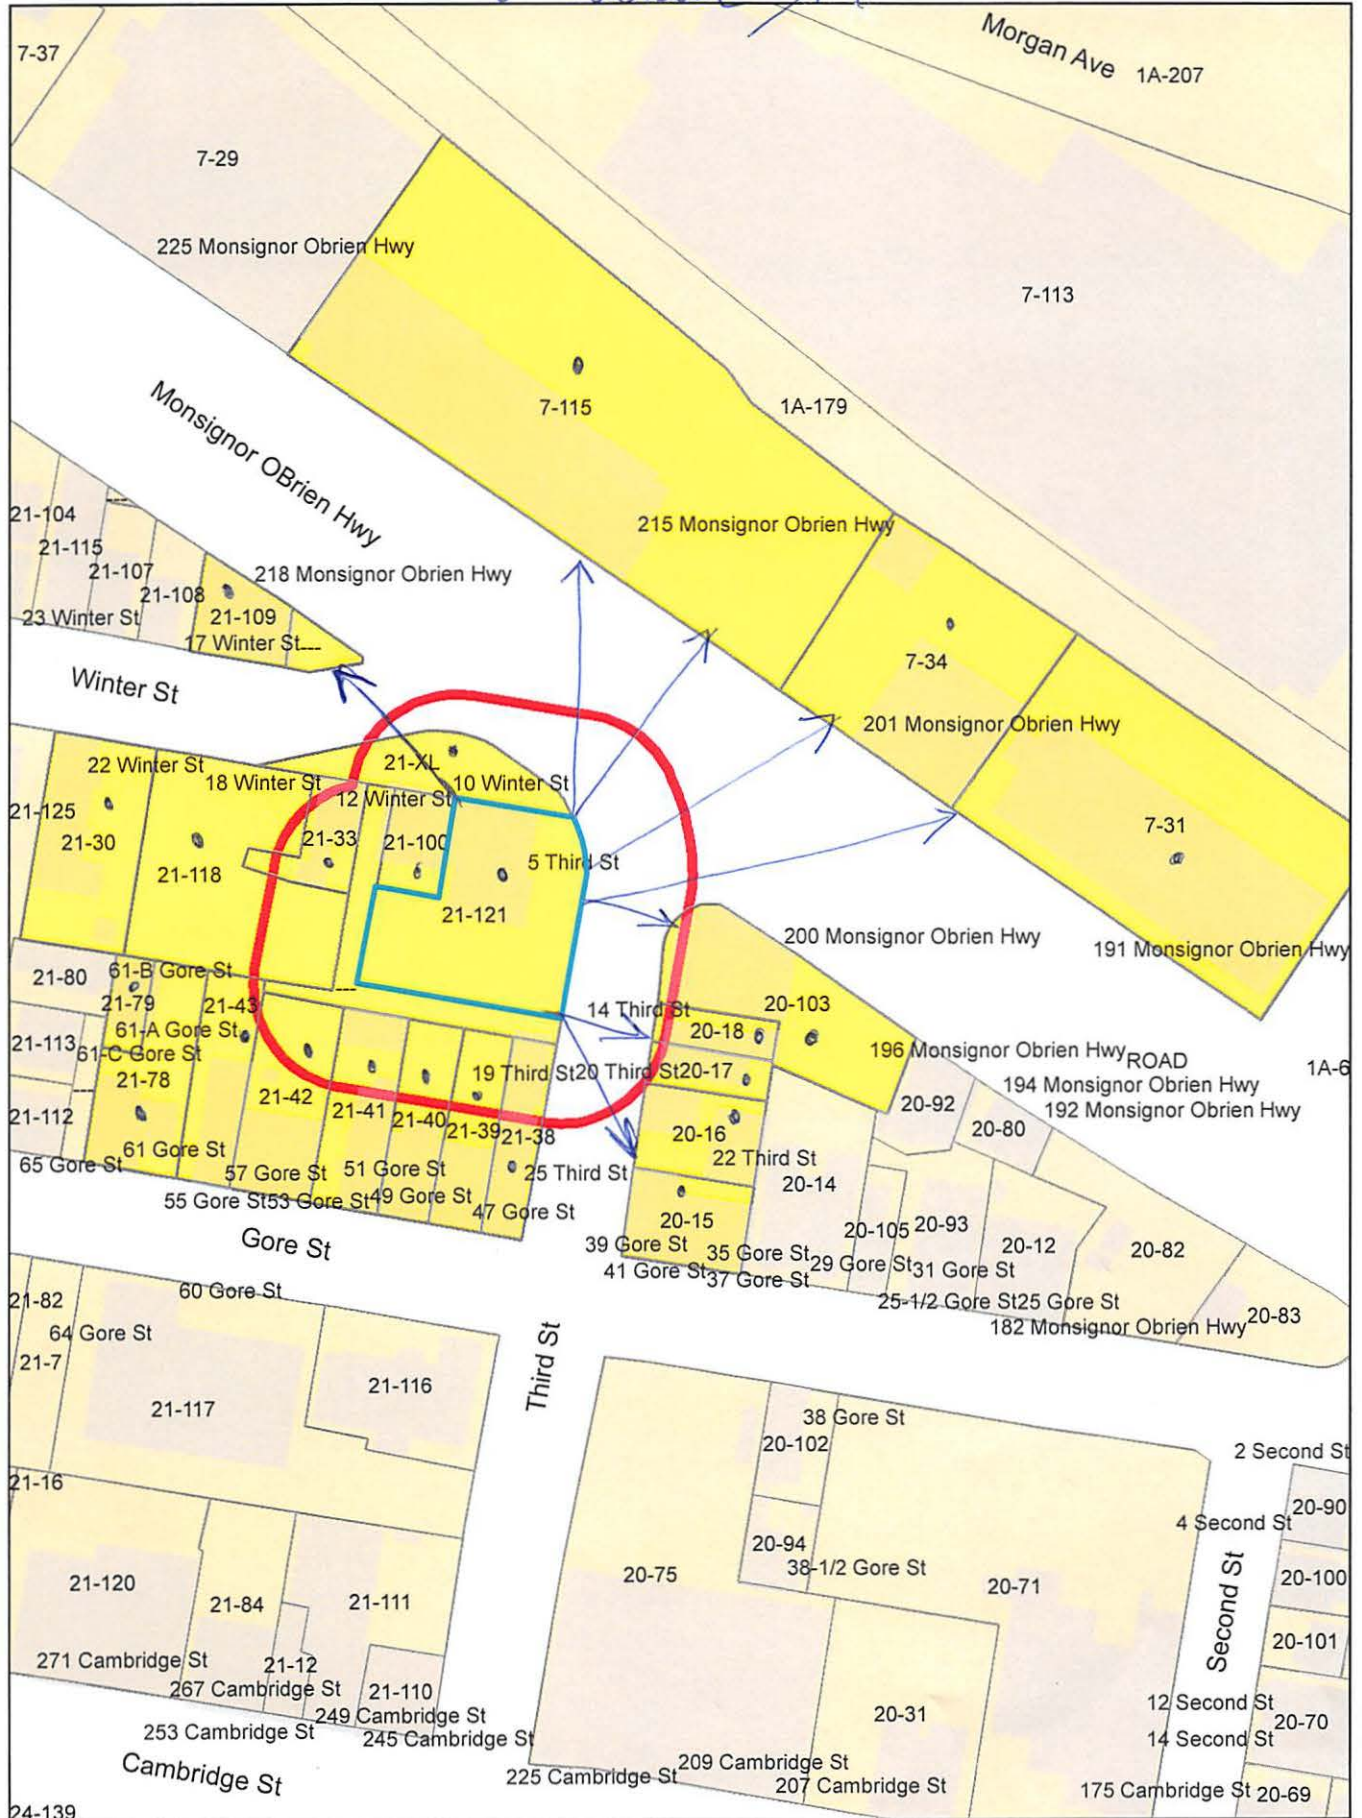 Morgan Ave
1A-207
7-37
7-29
225 Monsignor Obrien Hwy
7-113
7-115
1A-179
Monsignor OBrien Hwy
215 Monsignor Obrien Hwy
21-104
21-115
21-107
218 Monsignor Obrien Hwy
21-108
21-109
23 Winter St
17 Winter St
7-34
Winter St
201 Monsignor Obrien Hwy
22 Winter St
21-XL
18 Winter St
10 Winter St
12 Winter St
21-125
21-30
21-33
21-100
7-31
21-118
5 Third St
21-121
200 Monsignor Obrien Hwy
191 Monsignor Obrien Hwy
21-80
61-B Gore St
21-79
21-43
14 Third St
20-103
61-A Gore St
20-18
21-113
61-C Gore St
196 Monsignor Obrien Hwy
ROAD
1A-6
21-78
19 Third St
20 Third St
20-17
194 Monsignor Obrien Hwy
21-42
21-41
21-40
20-92
192 Monsignor Obrien Hwy
21-112
21-39
21-38
20-16
20-80
61 Gore St
22 Third St
65 Gore St
57 Gore St
51 Gore St
25 Third St
20-14
55 Gore St
53 Gore St
49 Gore St
47 Gore St
20-15
20-105
20-93
Gore St
39 Gore St
35 Gore St
20-12
20-82
41 Gore St
37 Gore St
29 Gore St
31 Gore St
60 Gore St
25-1/2 Gore St
25 Gore St
21-82
182 Monsignor Obrien Hwy
20-83
64 Gore St
21-7
Third St
21-116
21-117
38 Gore St
20-102
2 Second St
21-16
20-90
4 Second St
20-94
38-1/2 Gore St
20-75
20-71
20-100
21-120
21-84
21-111
Second St
20-101
271 Cambridge St
21-12
267 Cambridge St
21-110
249 Cambridge St
12 Second St
20-31
20-70
253 Cambridge St
245 Cambridge St
14 Second St
Cambridge St
225 Cambridge St
209 Cambridge St
207 Cambridge St
175 Cambridge St
20-69
24-139